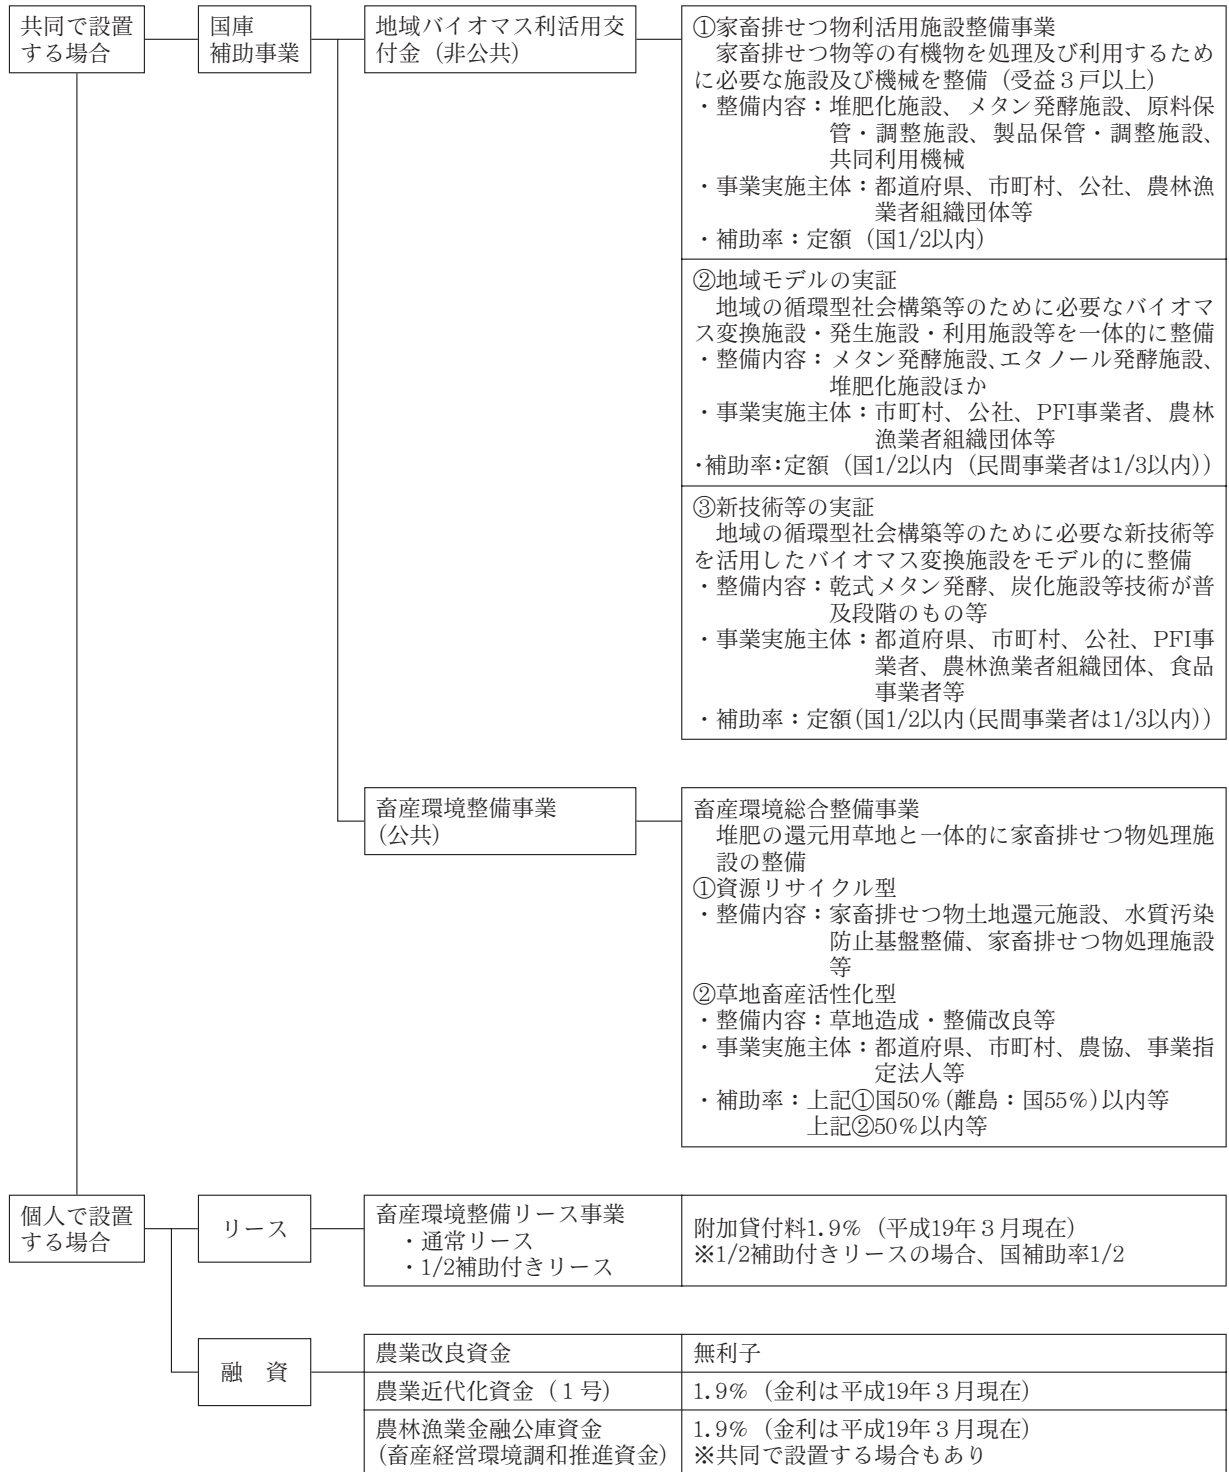 共同で設置
する場合
国庫
補助事業
地域バイオマス利活用交
付金（非公共）
①家畜排せつ物利活用施設整備事業
家畜排せつ物等の有機物を処理及び利用するため
に必要な施設及び機械を整備（受益３戸以上）
・整備内容：堆肥化施設、メタン発酵施設、原料保
管・調整施設、製品保管・調整施設、
共同利用機械
・事業実施主体：都道府県、市町村、公社、農林漁
業者組織団体等
・補助率：定額（国1/2以内）
②地域モデルの実証
地域の循環型社会構築等のために必要なバイオマ
ス変換施設・発生施設・利用施設等を一体的に整備
・整備内容：メタン発酵施設、エタノール発酵施設、
堆肥化施設ほか
・事業実施主体：市町村、公社、PFI事業者、農林
漁業者組織団体等
・補助率：定額（国1/2以内（民間事業者は1/3以内））
③新技術等の実証
地域の循環型社会構築等のために必要な新技術等
を活用したバイオマス変換施設をモデル的に整備
・整備内容：乾式メタン発酵、炭化施設等技術が普
及段階のもの等
・事業実施主体：都道府県、市町村、公社、PFI事
業者、農林漁業者組織団体、食品
事業者等
・補助率：定額（国1/2以内（民間事業者は1/3以内））
畜産環境整備事業
（公共）
畜産環境総合整備事業
堆肥の還元用草地と一体的に家畜排せつ物処理施
設の整備
①資源リサイクル型
・整備内容：家畜排せつ物土地還元施設、水質汚染
防止基盤整備、家畜排せつ物処理施設
等
②草地畜産活性化型
・整備内容：草地造成・整備改良等
・事業実施主体：都道府県、市町村、農協、事業指
定法人等
・補助率：上記①国50%（離島：国55%）以内等
上記②50%以内等
個人で設置
する場合
リース
畜産環境整備リース事業
・通常リース
・1/2補助付きリース
附加貸付料1.9%（平成19年３月現在）
※1/2補助付きリースの場合、国補助率1/2
融　資
農業改良資金
無利子
農業近代化資金（１号）
1.9%（金利は平成19年３月現在）
農林漁業金融公庫資金
（畜産経営環境調和推進資金）
1.9%（金利は平成19年３月現在）
※共同で設置する場合もあり